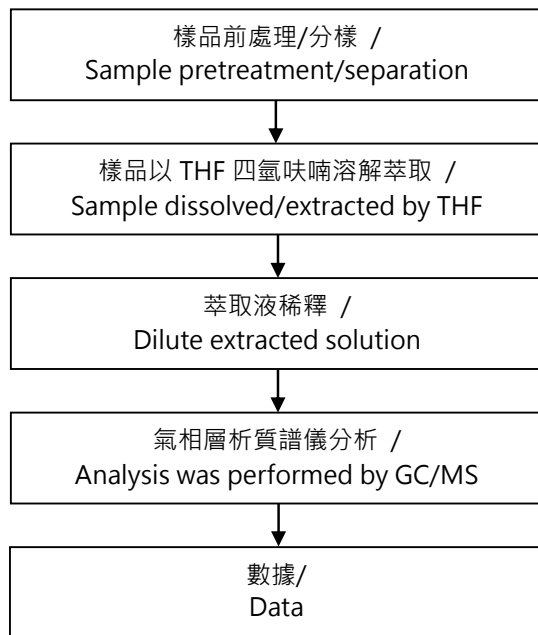 樣品前處理/分樣 /
Sample pretreatment/separation
樣品以 THF 四氫呋喃溶解萃取 /
Sample dissolved/extracted by THF
萃取液稀釋 /
Dilute extracted solution
氣相層析質譜儀分析 /
Analysis was performed by GC/MS
數據/
Data